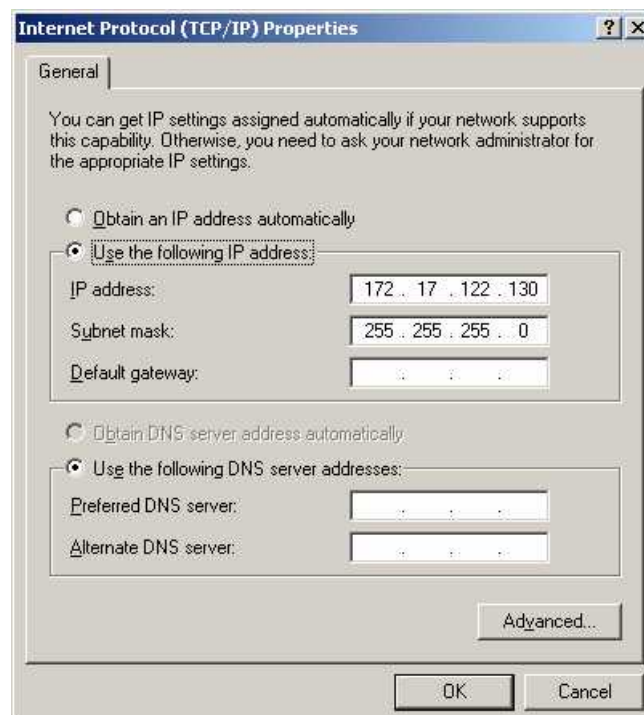 Internet Protocol (TCP/IP) Properties
General
You can get IP settings assigned automatically if your network supports
this capability. Otherwise, you need to ask your network administrator for
the appropriate IP settings.
Obtain an IP address automatically
Use the following IP address:
IP address: 172 . 17 . 122 . 130
Subnet mask: 255 . 255 . 255 . 0
Default gateway: . . .
Obtain DNS server address automatically
Use the following DNS server addresses:
Preferred DNS server: . . .
Alternate DNS server: . . .
Advanced...
OK Cancel